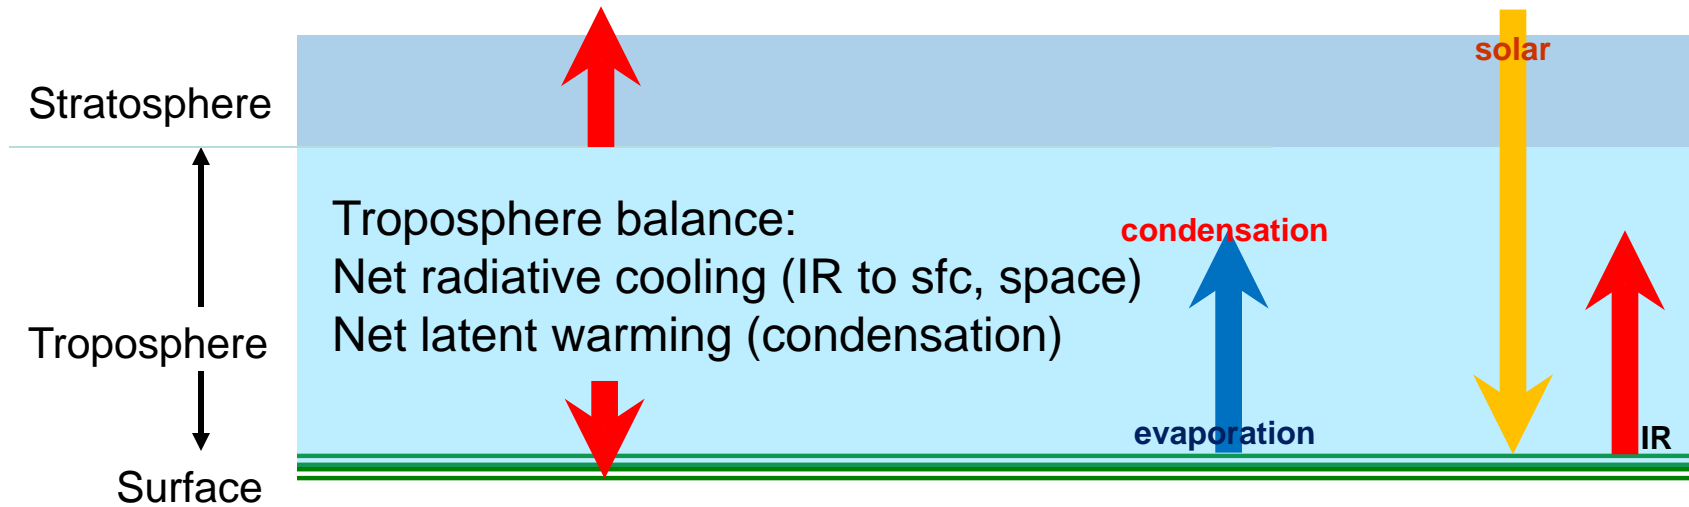 solar
Stratosphere
Troposphere balance:
condensation
Net radiative cooling (IR to sfc, space)
Net latent warming (condensation)
Troposphere
evaporation
IR
Surface